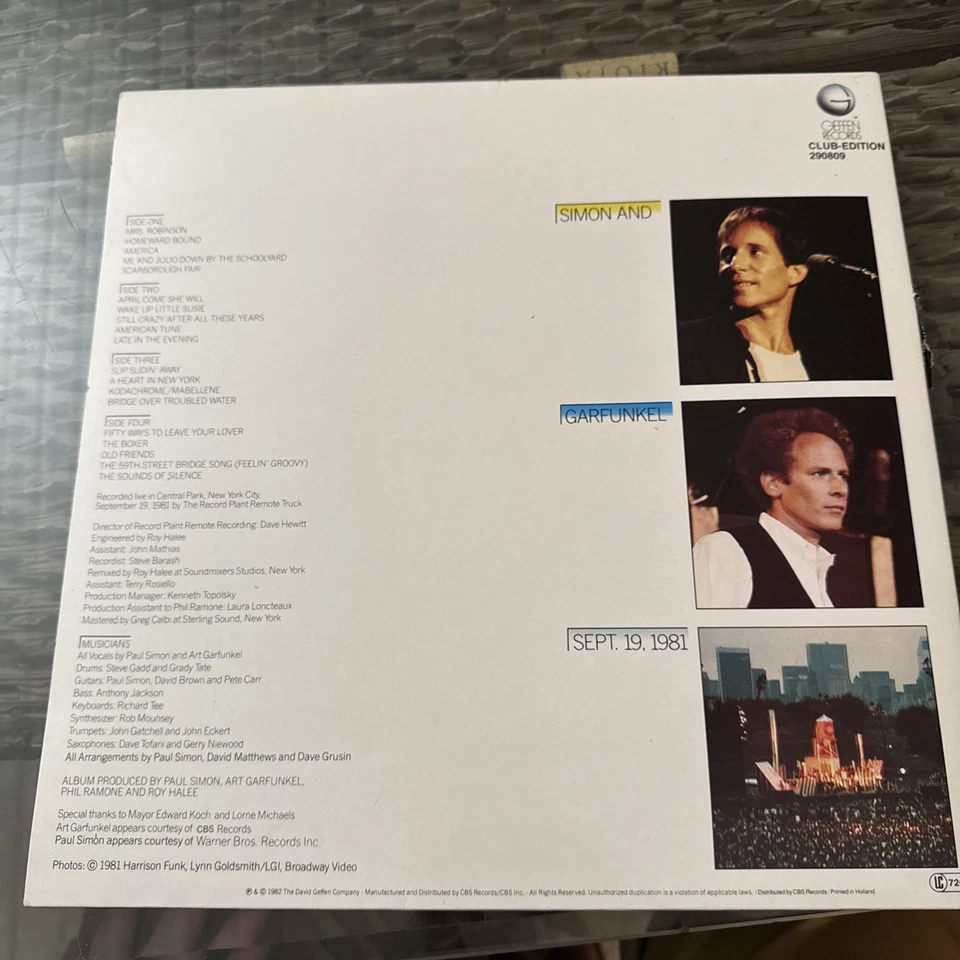 RIOJA
GEFFEN
RECORDS
CLUB-EDITION
290809
SIDE ONE
MRS. ROBINSON
HOMEWARD BOUND
AMERICA
ME AND JULIO DOWN BY THE SCHOOLYARD
SCARBOROUGH FAIR
SIDE TWO
APRIL COME SHE WILL
WAKE UP LITTLE SUSIE
STILL CRAZY AFTER ALL THESE YEARS
AMERICAN TUNE
LATE IN THE EVENING
SIDE THREE
SLIP SLIDIN' AWAY
A HEART IN NEW YORK
KODACHROME/MABELLENE
BRIDGE OVER TROUBLED WATER
SIDE FOUR
FIFTY WAYS TO LEAVE YOUR LOVER
THE BOXER
OLD FRIENDS
THE 59TH STREET BRIDGE SONG (FEELIN' GROOVY)
THE SOUNDS OF SILENCE
Recorded live in Central Park, New York City,
September 19, 1981 by The Record Plant Remote Truck
Director of Record Plant Remote Recording: Dave Hewitt
Engineered by Roy Halee
Assistant: John Mathias
Recordist: Steve Barash
Remixed by Roy Halee at Soundmixers Studios, New York
Assistant: Terry Rosiello
Production Manager: Kenneth Topolsky
Production Assistant to Phil Ramone: Laura Loncteaux
Mastered by Greg Calbi at Sterling Sound, New York
MUSICIANS
All Vocals by Paul Simon and Art Garfunkel
Drums: Steve Gadd and Grady Tate
Guitars: Paul Simon, David Brown and Pete Carr
Bass: Anthony Jackson
Keyboards: Richard Tee
Synthesizer: Rob Mounsey
Trumpets: John Gatchell and John Eckert
Saxophones: Dave Tofani and Gerry Niewood
All Arrangements by Paul Simon, David Matthews and Dave Grusin
ALBUM PRODUCED BY PAUL SIMON, ART GARFUNKEL,
PHIL RAMONE AND ROY HALEE
Special thanks to Mayor Edward Koch and Lorne Michaels
Art Garfunkel appears courtesy of CBS Records
Paul Simon appears courtesy of Warner Bros. Records Inc.
Photos: © 1981 Harrison Funk, Lynn Goldsmith/LGI, Broadway Video
SIMON AND
GARFUNKEL
SEPT. 19, 1981
℗ & © 1982 The David Geffen Company · Manufactured and Distributed by CBS Records/CBS Inc. · All Rights Reserved. Unauthorized duplication is a violation of applicable laws. / Distributed by CBS Records / Printed in Holland
LC 72